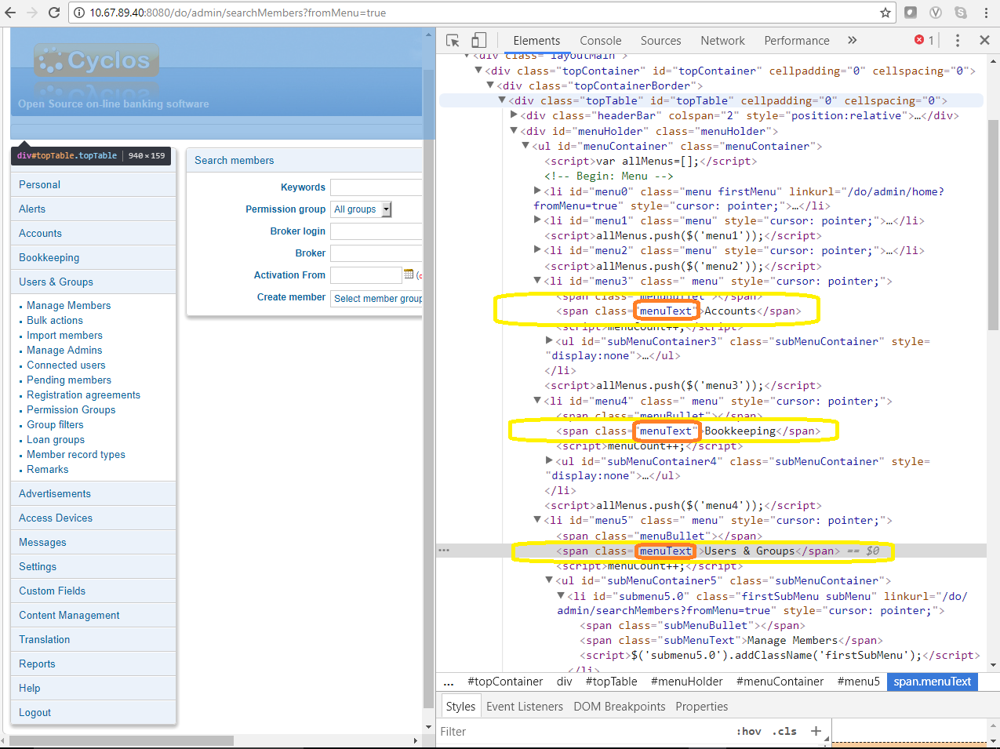 10.67.89.40:8080/do/admin/searchMembers?fromMenu=true
Cyclos
Open Source on-line banking software
div#topTable.topTable 940×159
Personal
Alerts
Accounts
Bookkeeping
Users & Groups
Manage Members
Bulk actions
Import members
Manage Admins
Connected users
Pending members
Registration agreements
Permission Groups
Group filters
Loan groups
Member record types
Remarks
Advertisements
Access Devices
Messages
Settings
Custom Fields
Content Management
Translation
Reports
Help
Logout
Search members
Keywords
Permission group All groups
Broker login
Broker
Activation From
Create member Select member group
Elements Console Sources Network Performance » 1
<div class="layoutMain">
<div class="topContainer" id="topContainer" cellpadding="0" cellspacing="0">
<div class="topContainerBorder">
<div class="topTable" id="topTable" cellpadding="0" cellspacing="0">
<div class="headerBar" colspan="2" style="position:relative">…</div>
<div id="menuHolder" class="menuHolder">
<ul id="menuContainer" class="menuContainer">
<script>var allMenus=[];</script>
<!-- Begin: Menu -->
<li id="menu0" class="menu firstMenu" linkurl="/do/admin/home?
fromMenu=true" style="cursor: pointer;">…</li>
<li id="menu1" class="menu" style="cursor: pointer;">…</li>
<script>allMenus.push($('menu1'));</script>
<li id="menu2" class="menu" style="cursor: pointer;">…</li>
<script>allMenus.push($('menu2'));</script>
<li id="menu3" class=" menu" style="cursor: pointer;">
<span class="menuBullet"></span>
<span class="menuText">Accounts</span>
<script>menuCount++;</script>
<ul id="subMenuContainer3" class="subMenuContainer" style=
"display:none">…</ul>
</li>
<script>allMenus.push($('menu3'));</script>
<li id="menu4" class=" menu" style="cursor: pointer;">
<span class="menuBullet"></span>
<span class="menuText">Bookkeeping</span>
<script>menuCount++;</script>
<ul id="subMenuContainer4" class="subMenuContainer" style=
"display:none">…</ul>
</li>
<script>allMenus.push($('menu4'));</script>
<li id="menu5" class=" menu" style="cursor: pointer;">
<span class="menuBullet"></span>
<span class="menuText">Users & Groups</span> == $0
<script>menuCount++;</script>
<ul id="subMenuContainer5" class="subMenuContainer">
<li id="submenu5.0" class="firstSubMenu subMenu" linkurl="/do/
admin/searchMembers?fromMenu=true" style="cursor: pointer;">
<span class="subMenuBullet"></span>
<span class="subMenuText">Manage Members</span>
<script>$('submenu5.0').addClassName('firstSubMenu');</script>
</li>
... #topContainer div #topTable #menuHolder #menuContainer #menu5 span.menuText
Styles Event Listeners DOM Breakpoints Properties
Filter :hov .cls +